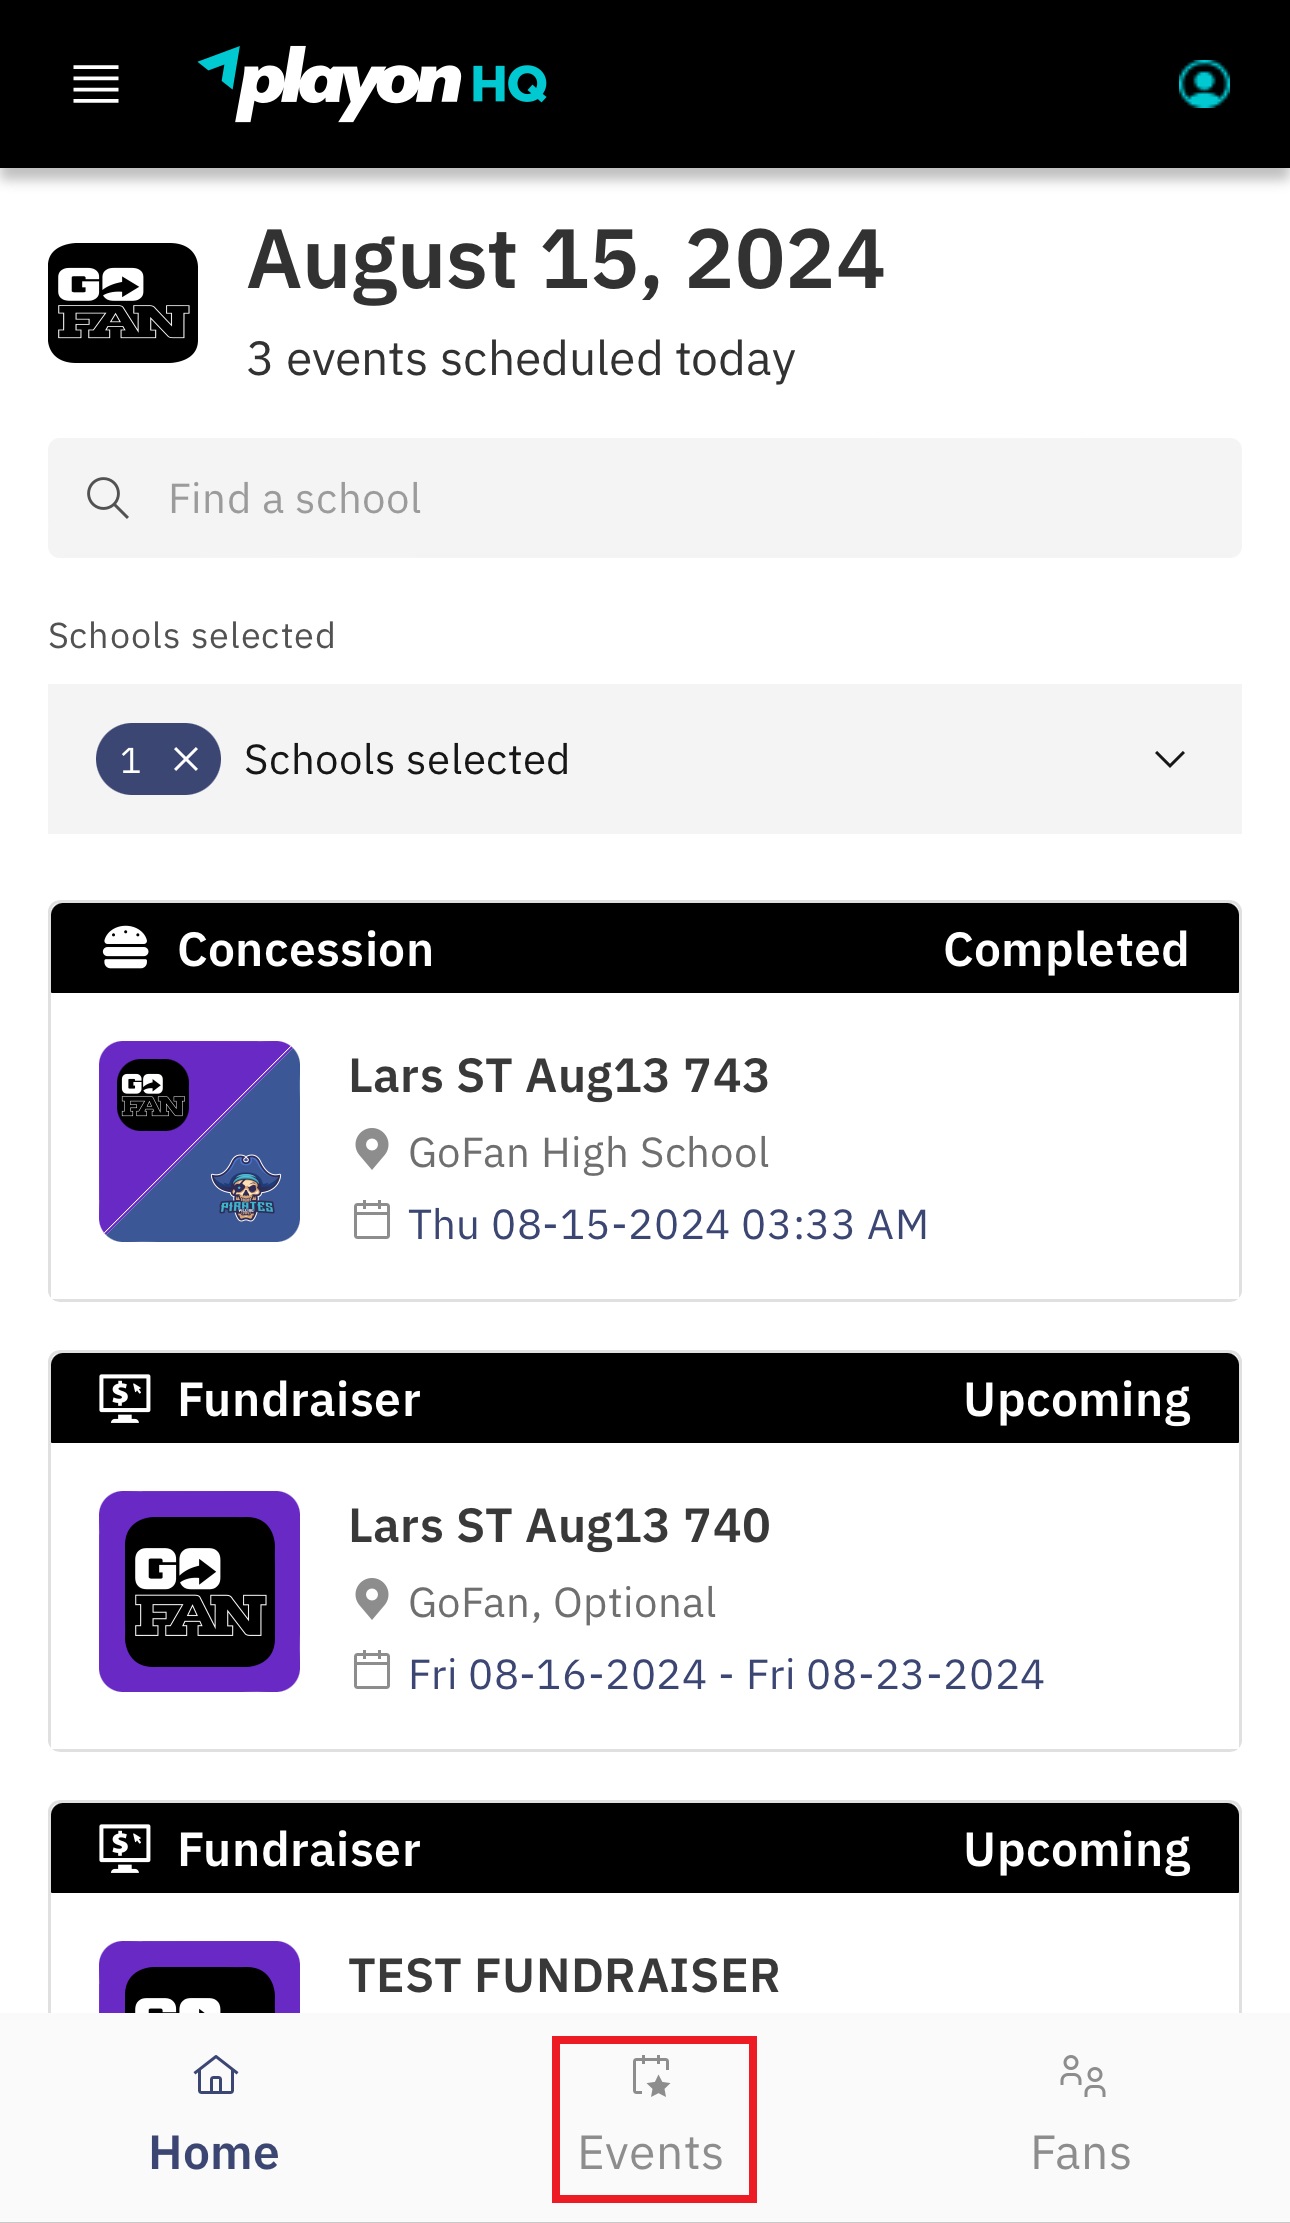 playon HQ
GO
FAN
August 15, 2024
3 events scheduled today
Find a school
Schools selected
1 Schools selected
Concession Completed
GO
FAN
PIRATES
Lars ST Aug13 743
GoFan High School
Thu 08-15-2024 03:33 AM
Fundraiser Upcoming
GO
FAN
Lars ST Aug13 740
GoFan, Optional
Fri 08-16-2024 - Fri 08-23-2024
Fundraiser Upcoming
GO
TEST FUNDRAISER
Home Events Fans